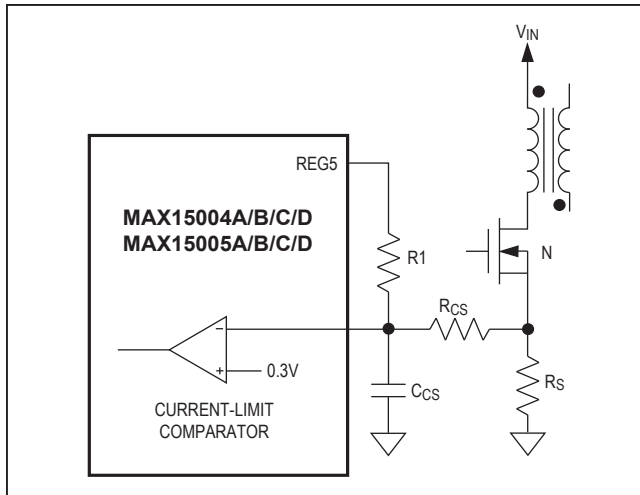 VIN
REG5
MAX15004A/B/C/D
MAX15005A/B/C/D
R1
N
RCS
−
+
0.3V
CCS
RS
CURRENT-LIMIT
COMPARATOR